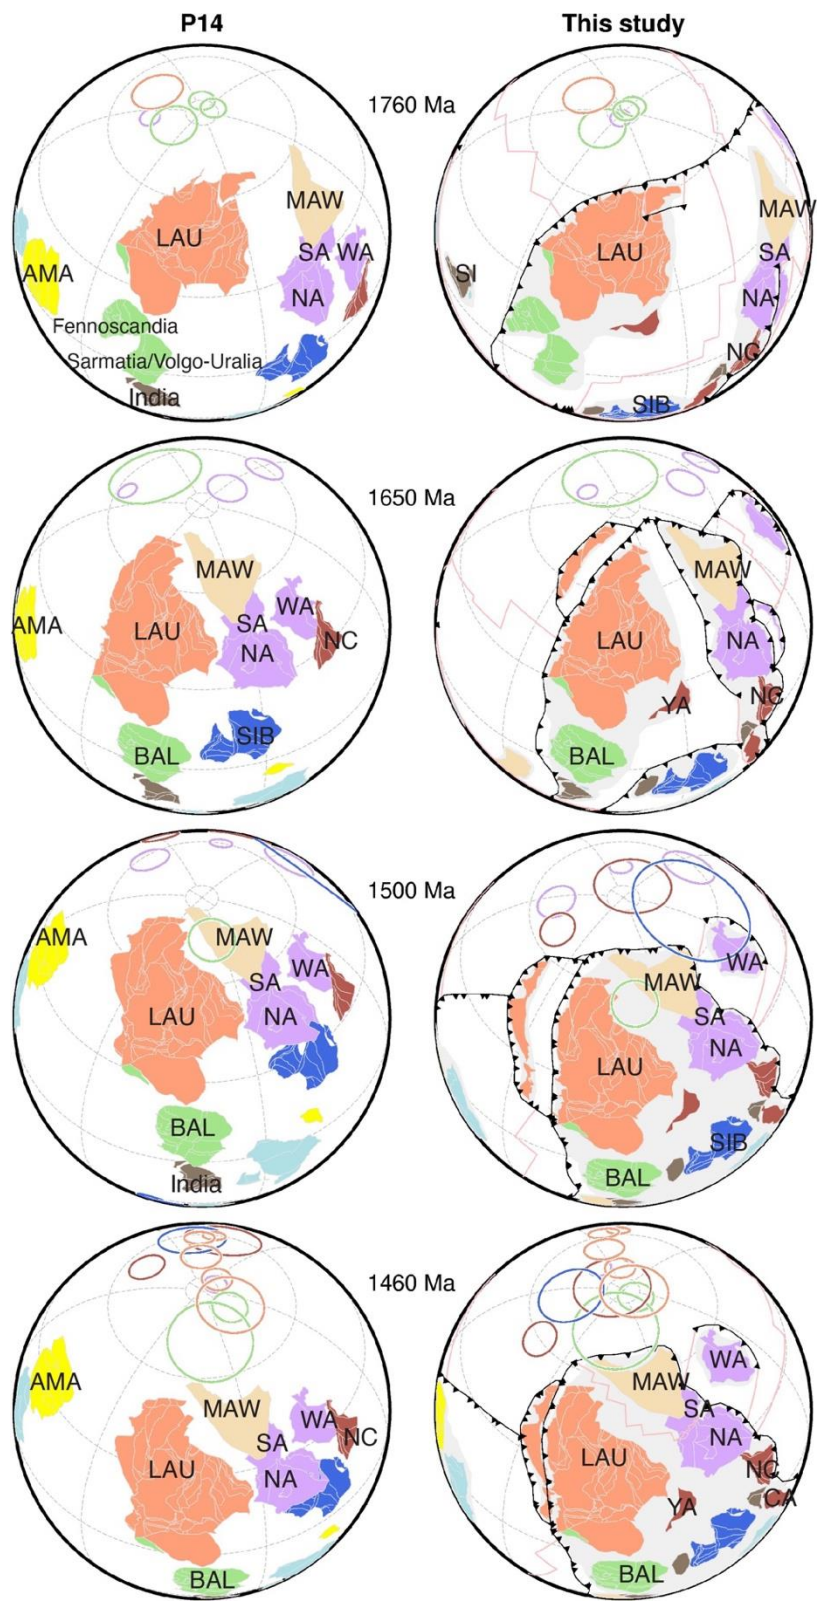 P14
This study
1760 Ma
MAW
LAU
SA
WA
AMA
NA
Fennoscandia
Sarmatia/Volgo-Uralia
India
MAW
LAU
SA
SI
NA
NC
SIB
1650 Ma
MAW
WA
AMA
SA
LAU
NC
NA
SIB
BAL
MAW
LAU
NA
YA
NC
BAL
1500 Ma
AMA
MAW
WA
SA
LAU
NA
BAL
India
WA
MAW
SA
NA
LAU
SIB
BAL
1460 Ma
AMA
MAW
WA
SA
NC
LAU
NA
BAL
WA
MAW
SA
NA
LAU
NC
YA
CA
BAL